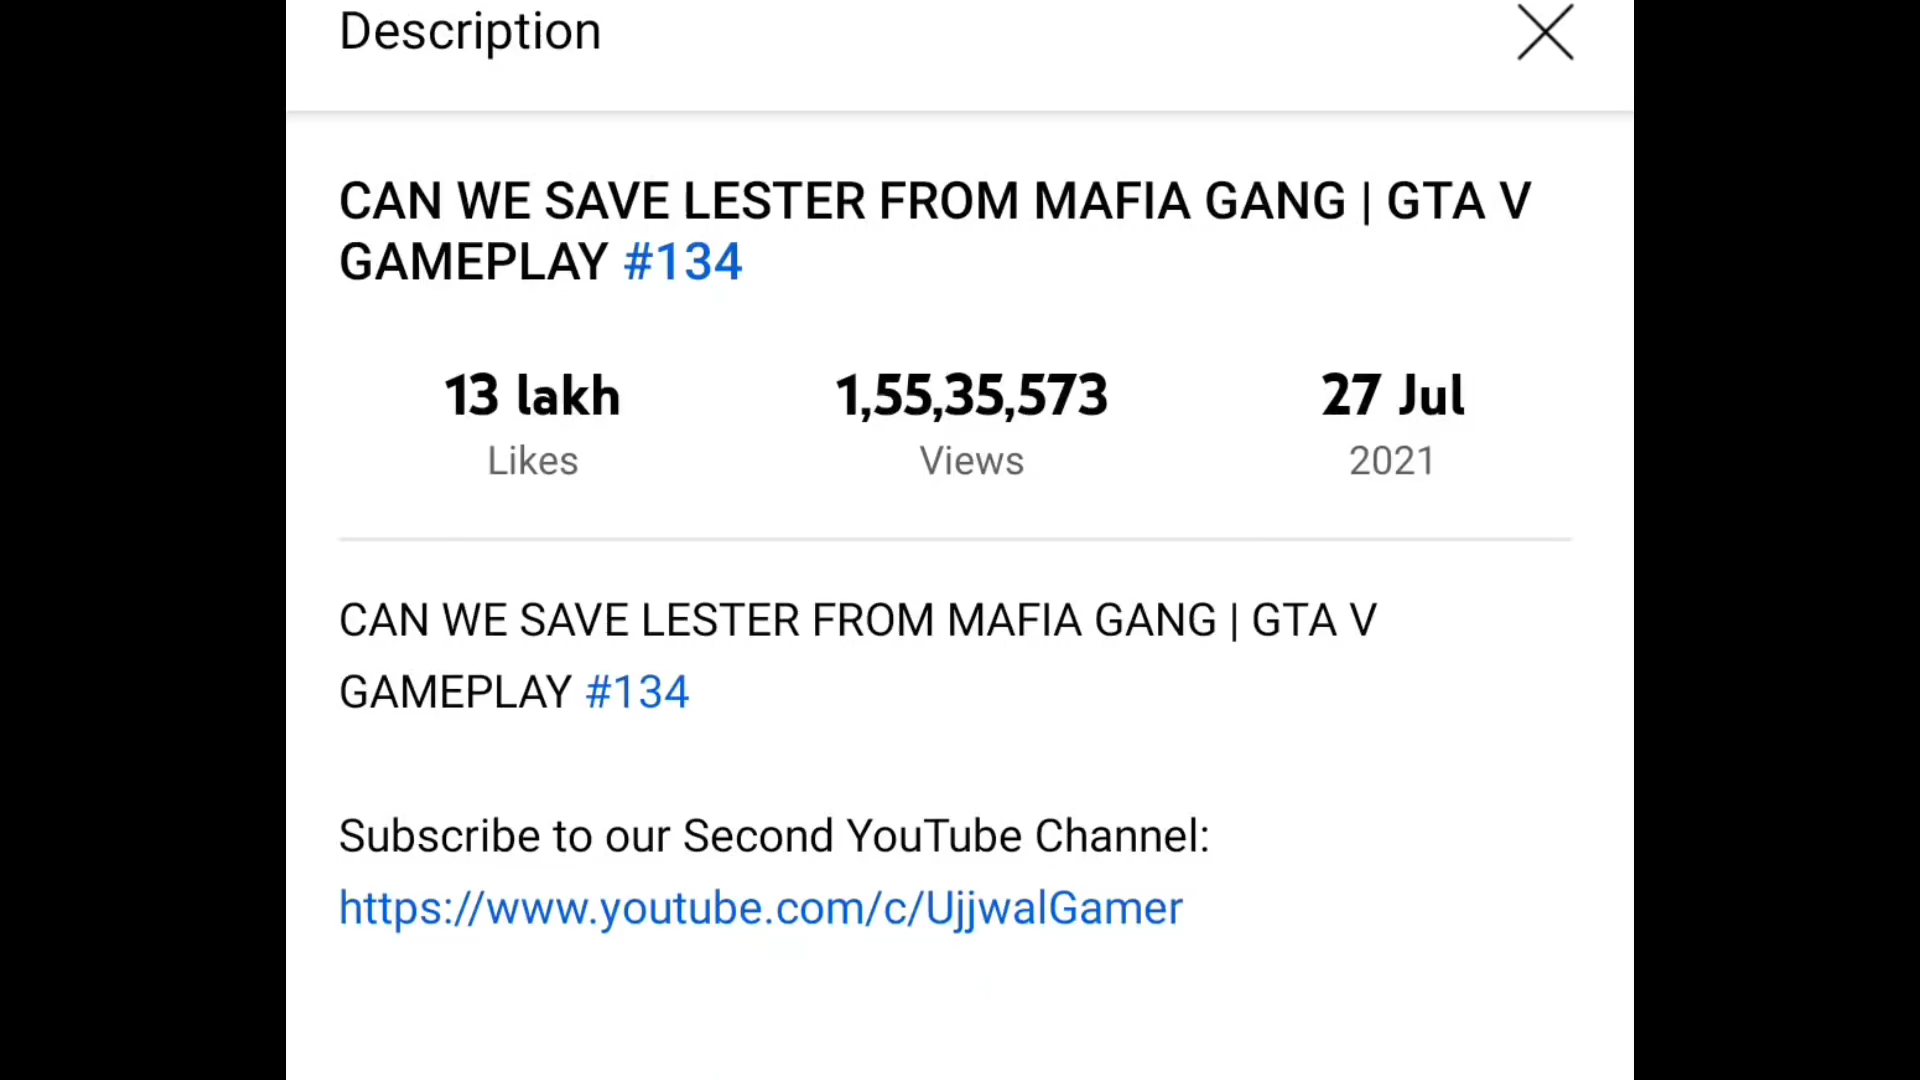 Description
CAN WE SAVE LESTER FROM MAFIA GANG | GTA V
GAMEPLAY #134
13 lakh 1,55,35,573 27 Jul
Likes Views 2021
CAN WE SAVE LESTER FROM MAFIA GANG | GTA V
GAMEPLAY #134
Subscribe to our Second YouTube Channel:
https://www.youtube.com/c/UjjwalGamer